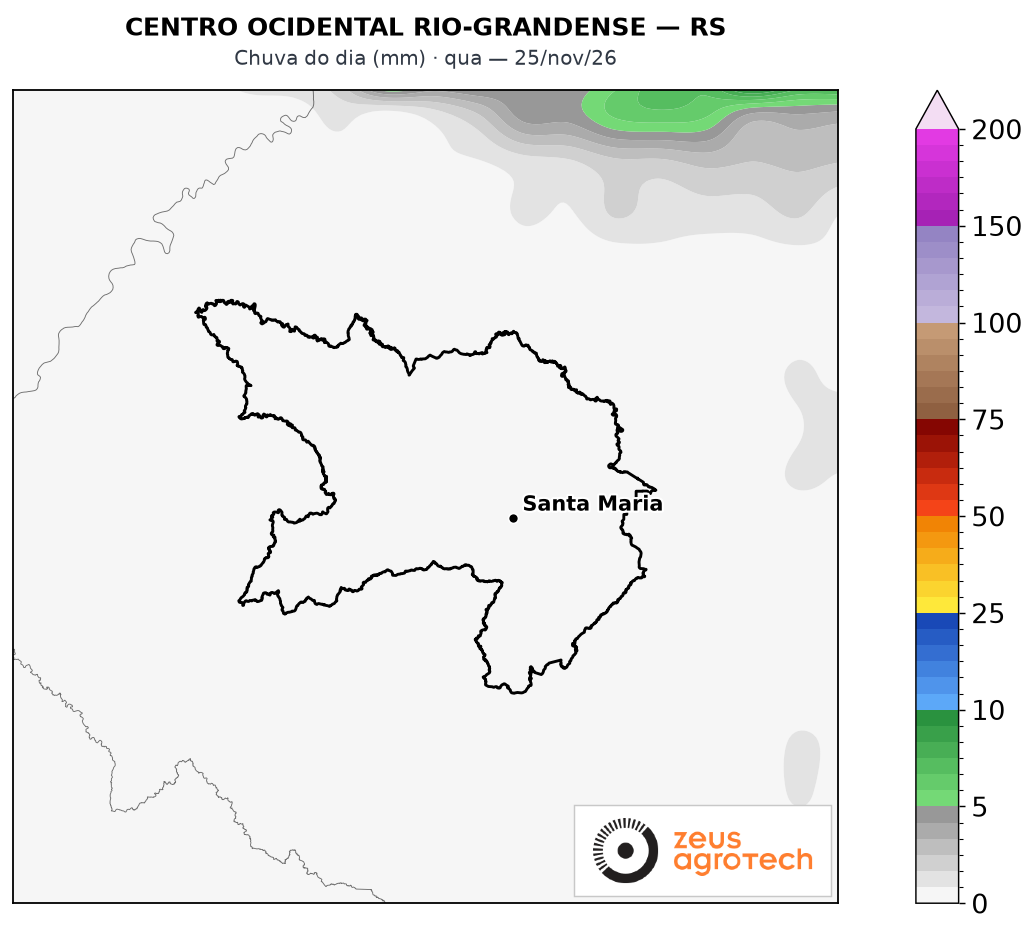 CENTRO OCIDENTAL RIO-GRANDENSE — RS
Chuva do dia (mm) · qua — 25/nov/26
200
150
100
75
50
25
10
5
0
Santa Maria
zeus
agrotech